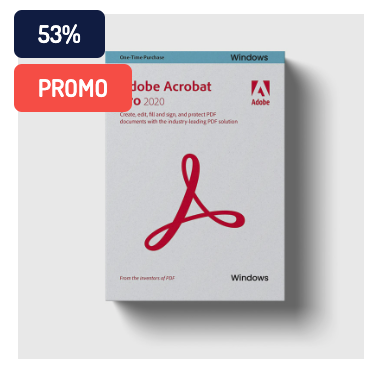 53%
PROMO
One-Time Purchase Windows
dobe Acrobat
ro 2020
Adobe
Create, edit, fill and sign, and protect PDF
documents with the industry-leading PDF solution
From the inventors of PDF
Windows